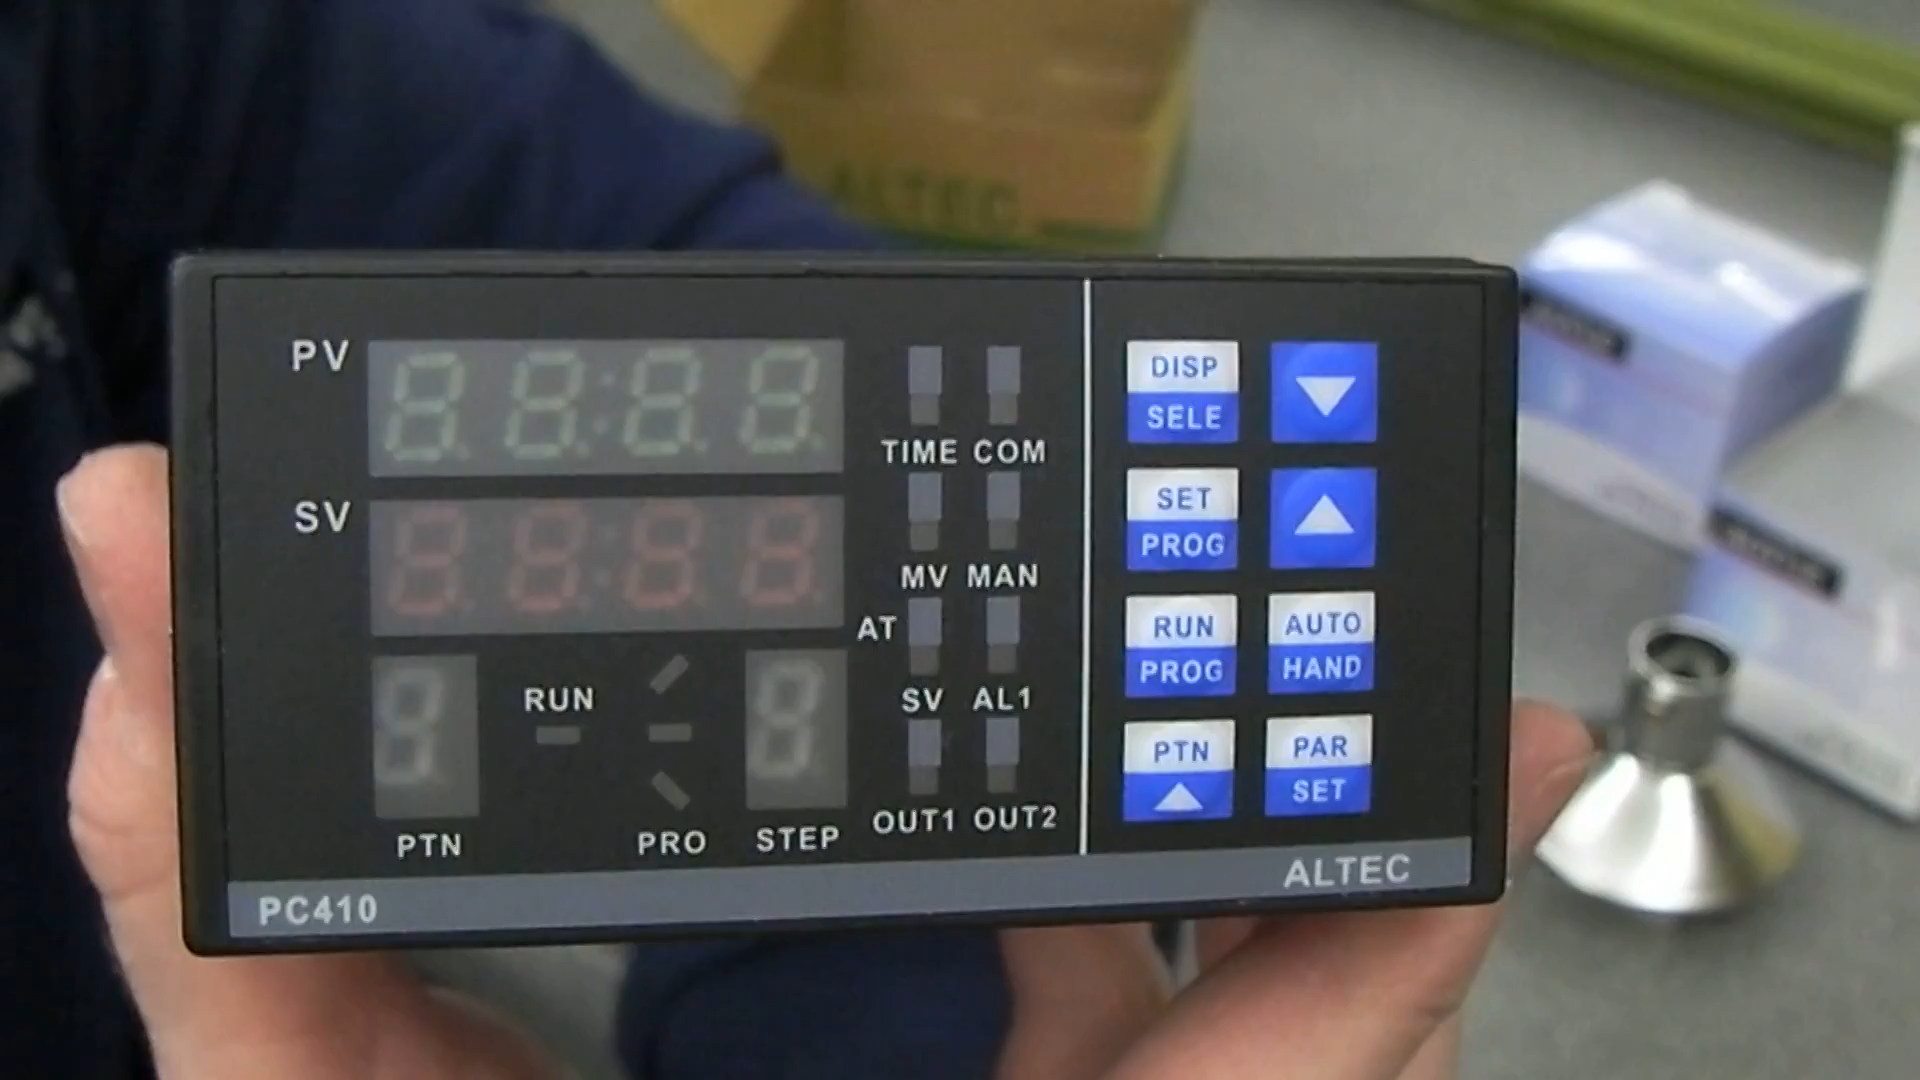 ALTEC
PV
SV
TIME COM
MV MAN
AT
SV AL1
OUT1 OUT2
RUN
PTN
PRO
STEP
DISP
SELE
SET
PROG
RUN
PROG
AUTO
HAND
PTN
PAR
SET
PC410
ALTEC